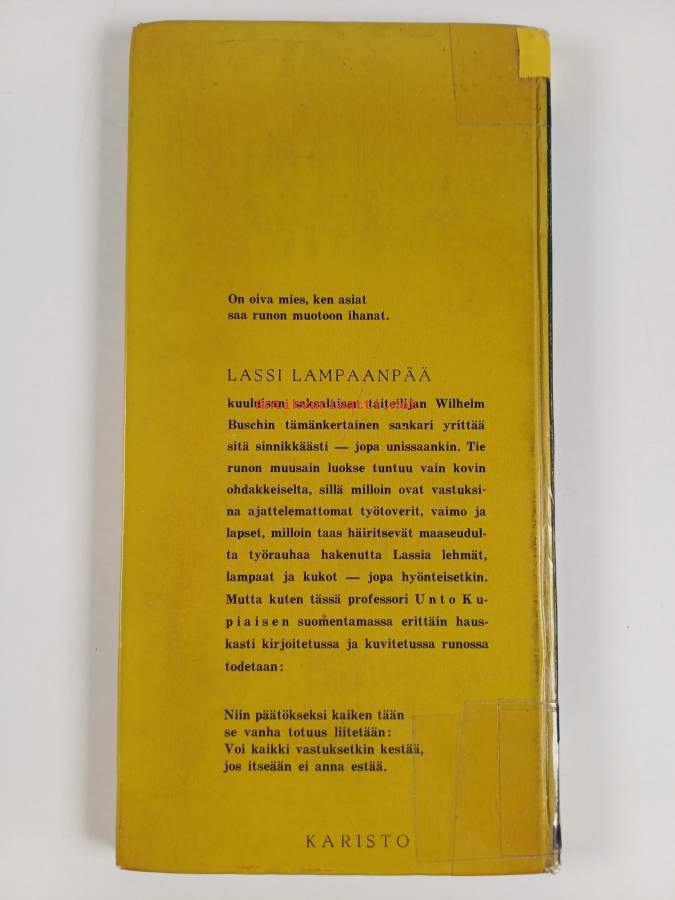 On oiva mies, ken asiat
saa runon muotoon ihanat.
LASSI LAMPAANPÄÄ
kuuluisan saksalaisen taiteilijan Wilhelm
Buschin tämänkertainen sankari yrittää
sitä sinnikkäästi — jopa unissaankin. Tie
runon muusain luokse tuntuu vain kovin
ohdakkeiselta, sillä milloin ovat vastuksi-
na ajattelemattomat työtoverit, vaimo ja
lapset, milloin taas häiritsevät maaseudul-
ta työrauhaa hakenutta Lassia lehmät,
lampaat ja kukot — jopa hyönteisetkin.
Mutta kuten tässä professori Unto Ku-
piaisen suomentamassa erittäin haus-
kasti kirjoitetussa ja kuvitetussa runossa
todetaan:
Niin päätökseksi kaiken tään
se vanha totuus liitetään:
Voi kaikki vastuksetkin kestää,
jos itseään ei anna estää.
KARISTO